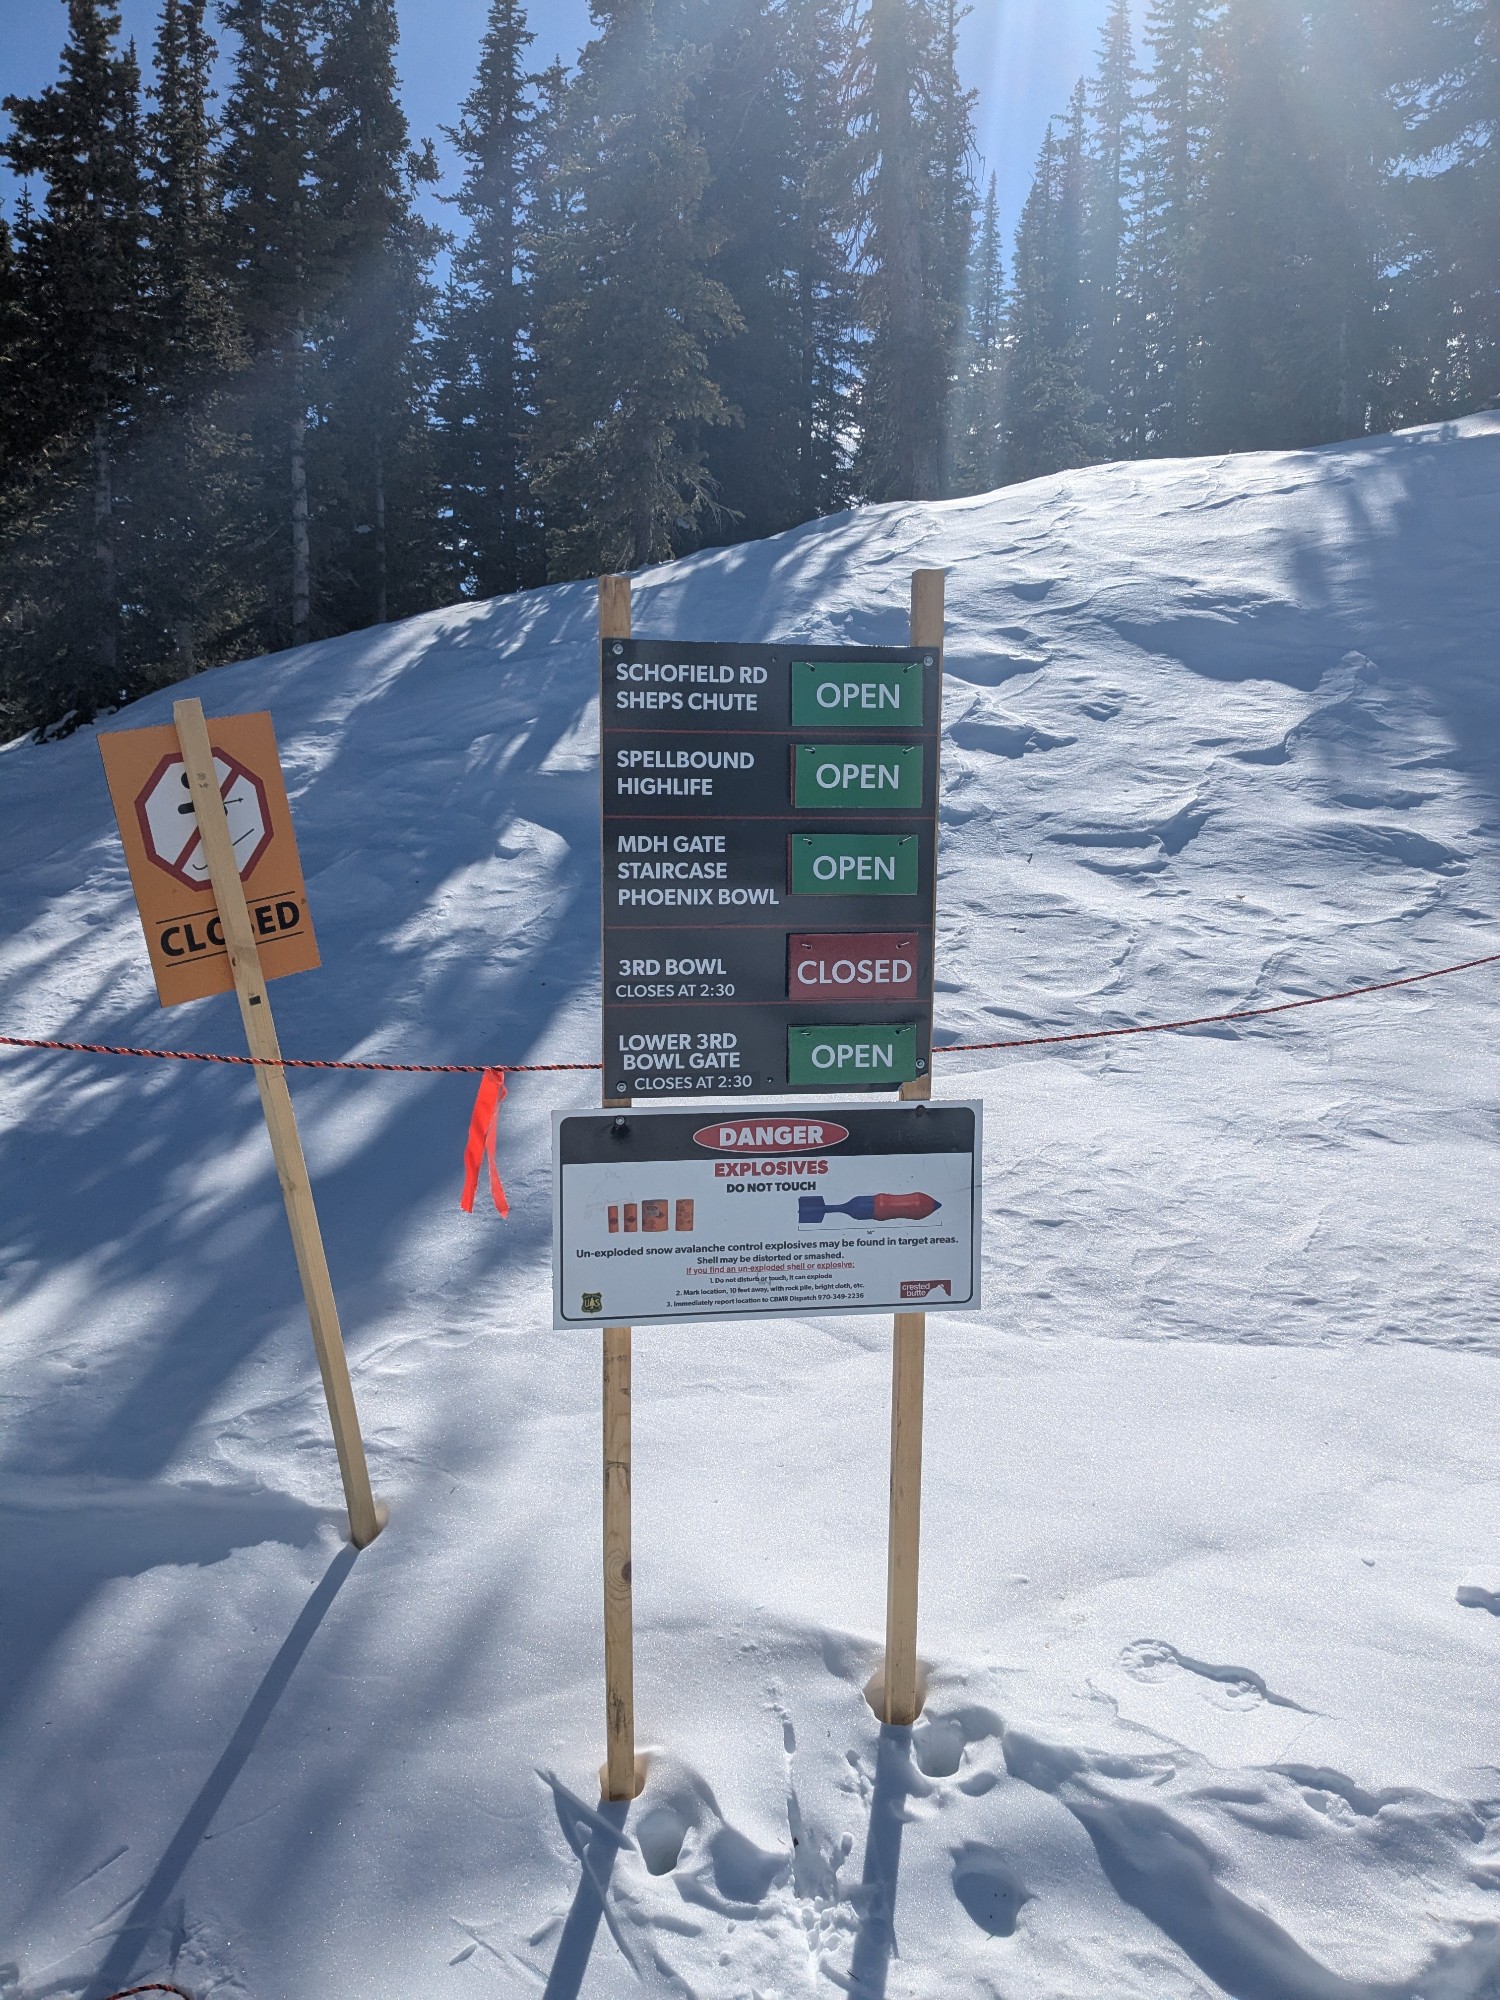 CLOSED
SCHOFIELD RD
SHEPS CHUTE
OPEN
SPELLBOUND
HIGHLIFE
OPEN
MDH GATE
STAIRCASE
PHOENIX BOWL
OPEN
3RD BOWL
CLOSES AT 2:30
CLOSED
LOWER 3RD
BOWL GATE
CLOSES AT 2:30
OPEN
DANGER
EXPLOSIVES
DO NOT TOUCH
Un-exploded snow avalanche control explosives may be found in target areas.
Shell may be distorted or smashed.
If you find an un-exploded shell or explosive:
1. Do not disturb or touch, it can explode
2. Mark location, 10 feet away, with rock pile, bright cloth, etc.
3. Immediately report location to CBMR Dispatch 970-349-2236
UAS
crested
butte